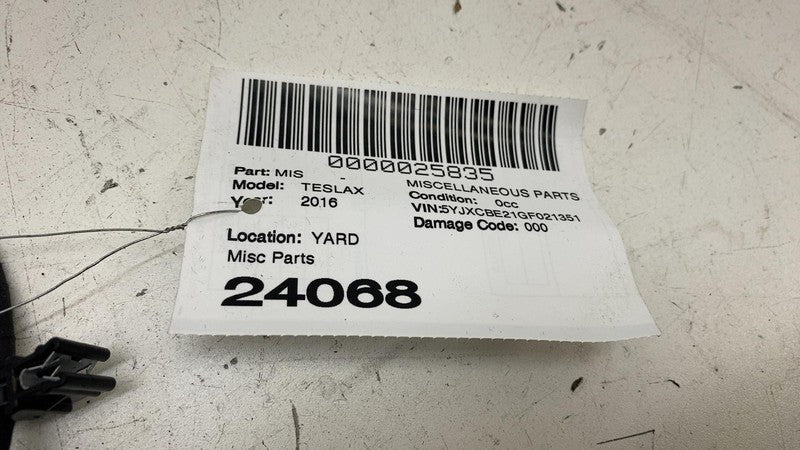 0000025835
Part: MIS - MISCELLANEOUS PARTS
Model: TESLAX Condition: 0cc
Year: 2016 VIN:5YJXCBE21GF021351
Damage Code: 000
Location: YARD
Misc Parts
24068